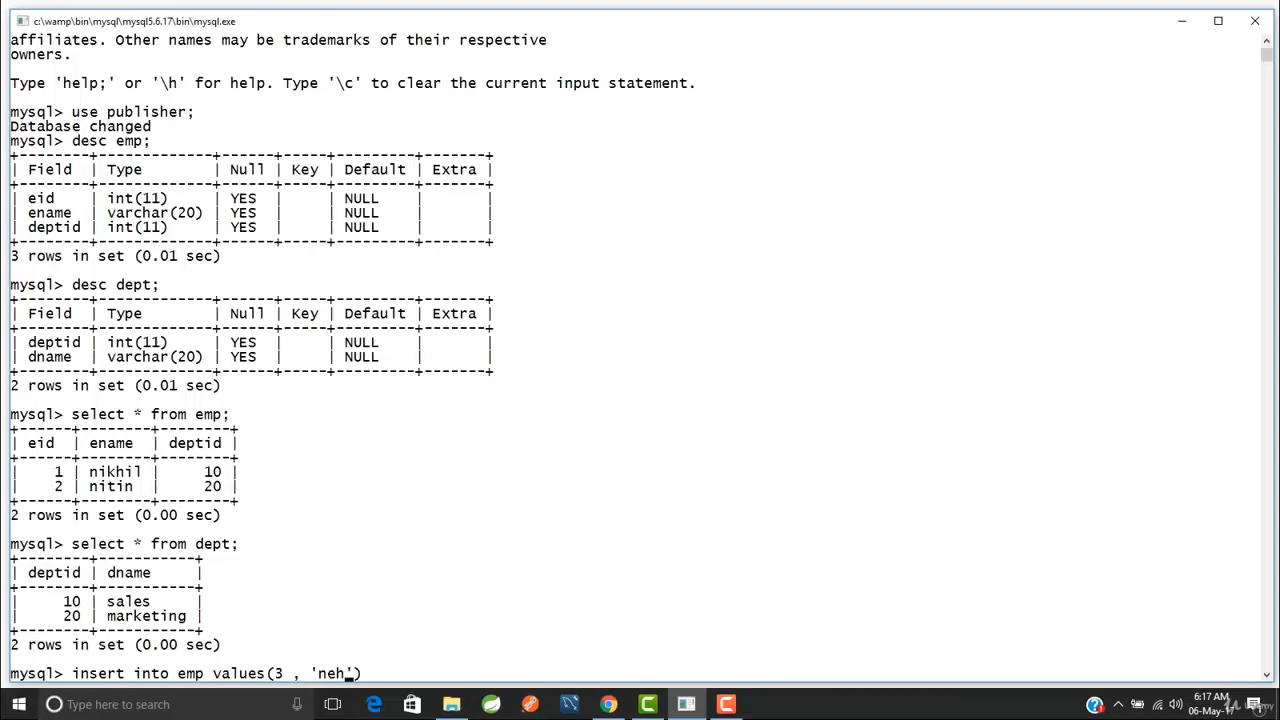 c:\wamp\bin\mysql\mysql5.6.17\bin\mysql.exe
affiliates. Other names may be trademarks of their respective
owners.
Type 'help;' or '\h' for help. Type '\c' to clear the current input statement.
mysql> use publisher;
Database changed
mysql> desc emp;
+---------+-------------+------+-----+---------+-------+
| Field | Type | Null | Key | Default | Extra |
+---------+-------------+------+-----+---------+-------+
| eid | int(11) | YES | | NULL | |
| ename | varchar(20) | YES | | NULL | |
| deptid | int(11) | YES | | NULL | |
+---------+-------------+------+-----+---------+-------+
3 rows in set (0.01 sec)
mysql> desc dept;
+---------+-------------+------+-----+---------+-------+
| Field | Type | Null | Key | Default | Extra |
+---------+-------------+------+-----+---------+-------+
| deptid | int(11) | YES | | NULL | |
| dname | varchar(20) | YES | | NULL | |
+---------+-------------+------+-----+---------+-------+
2 rows in set (0.01 sec)
mysql> select * from emp;
+-------+--------+--------+
| eid | ename | deptid |
+-------+--------+--------+
| 1 | nikhil | 10 |
| 2 | nitin | 20 |
+-------+--------+--------+
2 rows in set (0.00 sec)
mysql> select * from dept;
+--------+-----------+
| deptid | dname |
+--------+-----------+
| 10 | sales |
| 20 | marketing |
+--------+-----------+
2 rows in set (0.00 sec)
mysql> insert into emp values(3 , 'neh')
Type here to search
6:17 AM
06-May-1
Udemy